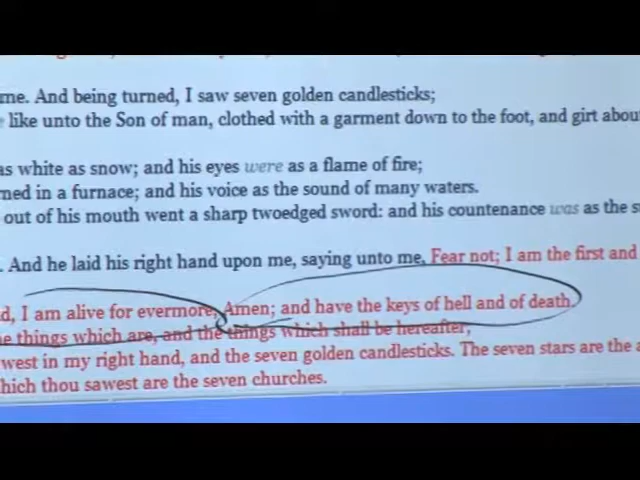 me. And being turned, I saw seven golden candlesticks;
like unto the Son of man, clothed with a garment down to the foot, and girt abou
as white as snow; and his eyes were as a flame of fire;
ned in a furnace; and his voice as the sound of many waters.
out of his mouth went a sharp twoedged sword: and his countenance was as the s
. And he laid his right hand upon me, saying unto me, Fear not; I am the first and
d, I am alive for evermore, Amen; and have the keys of hell and of death
e things which are, and the things which shall be hereafter;
west in my right hand, and the seven golden candlesticks. The seven stars are the a
hich thou sawest are the seven churches.